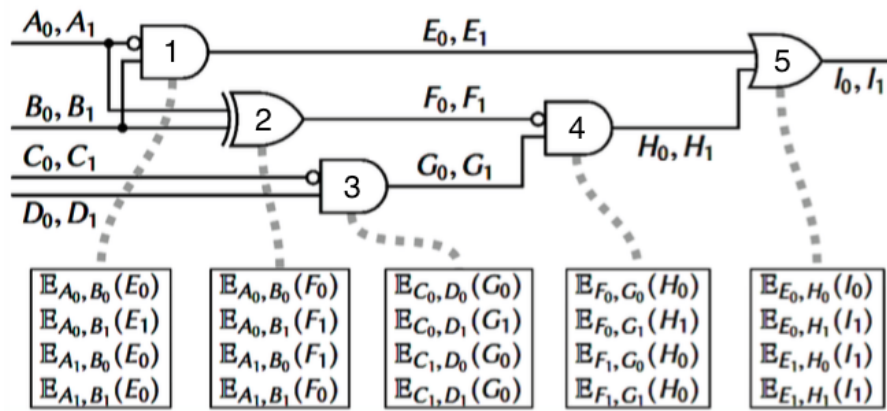 A₀, A₁
1
E₀, E₁
5
I₀, I₁
B₀, B₁
2
F₀, F₁
4
H₀, H₁
C₀, C₁
3
G₀, G₁
D₀, D₁
𝔼A₀,B₀(E₀)
𝔼A₀,B₁(E₁)
𝔼A₁,B₀(E₀)
𝔼A₁,B₁(E₀)
𝔼A₀,B₀(F₀)
𝔼A₀,B₁(F₁)
𝔼A₁,B₀(F₁)
𝔼A₁,B₁(F₀)
𝔼C₀,D₀(G₀)
𝔼C₀,D₁(G₁)
𝔼C₁,D₀(G₀)
𝔼C₁,D₁(G₀)
𝔼F₀,G₀(H₀)
𝔼F₀,G₁(H₁)
𝔼F₁,G₀(H₀)
𝔼F₁,G₁(H₀)
𝔼E₀,H₀(I₀)
𝔼E₀,H₁(I₁)
𝔼E₁,H₀(I₁)
𝔼E₁,H₁(I₁)